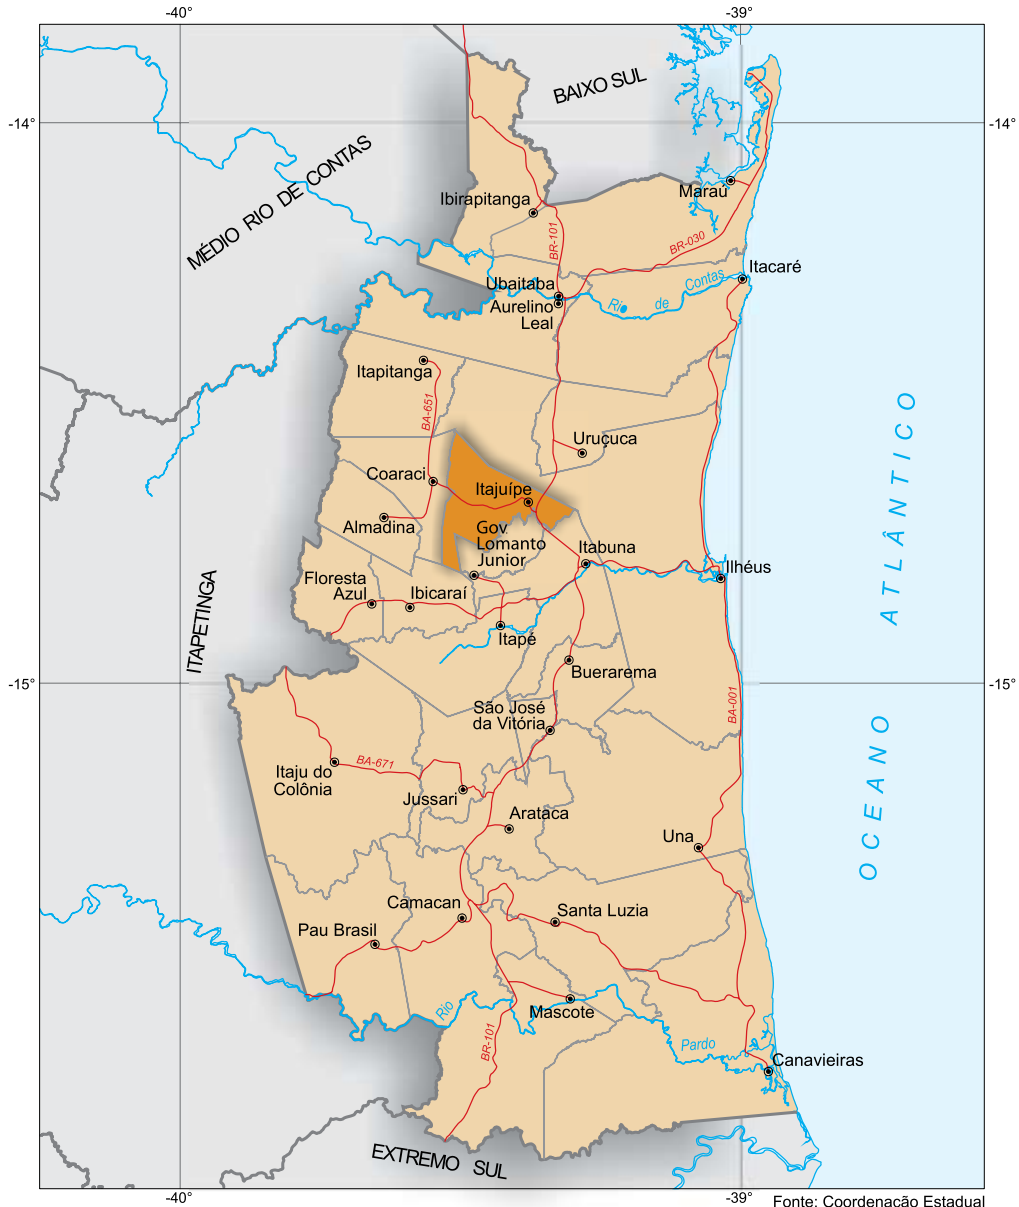 -40°
-39°
BAIXO SUL
-14°
-14°
MÉDIO RIO DE CONTAS
Maraú
Ibirapitanga
BR-101
BR-030
Itacaré
Ubaitaba
Rio de Contas
Aurelino
Leal
Itapitanga
BA-651
Uruçuca
Coaraci
Itajuípe
Almadina
Gov
Lomanto
Junior
Itabuna
Ilhéus
Floresta
Azul
Ibicaraí
Itapé
ITAPETINGA
Buerarema
-15°
-15°
São José
da Vitória
BA-001
OCEANO ATLÂNTICO
BA-671
Itaju do
Colônia
Jussari
Arataca
Una
Camacan
Santa Luzia
Pau Brasil
Rio
Mascote
BR-101
Pardo
Canavieiras
EXTREMO SUL
-40°
-39°
Fonte: Coordenação Estadual